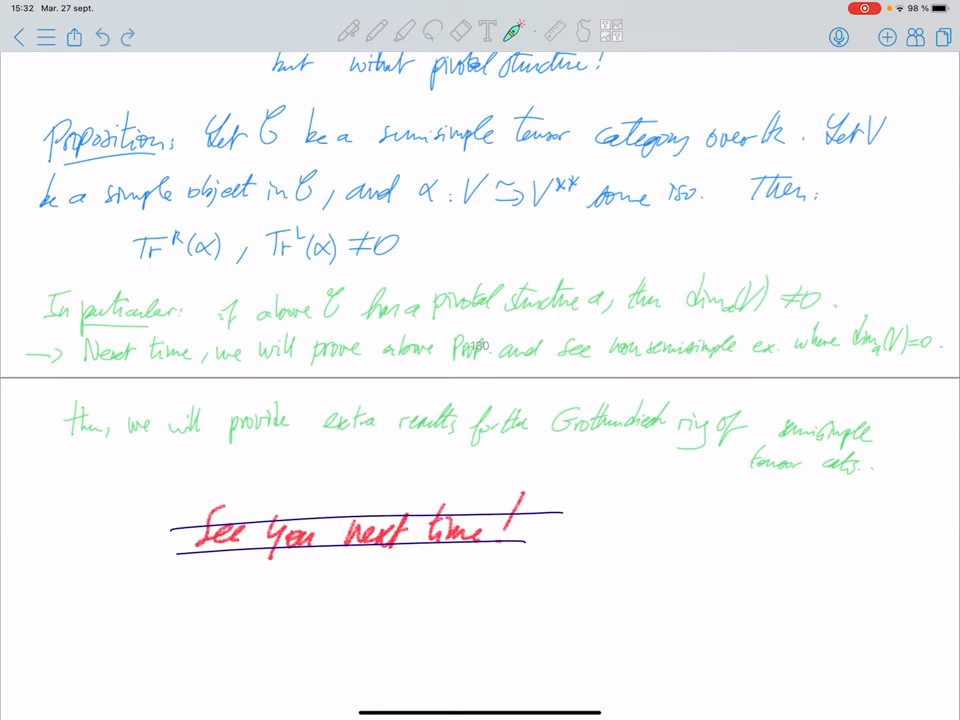 15:32 Mar. 27 sept. 98 %
but without pivotal structure!
Proposition: Let C be a semisimple tensor category over 𝕜. Let V
be a simple object in C, and α : V ≅→ V** some iso. Then:
Tr^R(α), Tr^L(α) ≠ 0
In particular: if above C has a pivotal structure a, then dim_a(V) ≠ 0.
→ Next time, we will prove above Prop. and see nonsemisimple ex. where dim_a(V)=0.
130
then, we will provide extra results for the Grothendieck ring of semisimple
tensor cats..
See you next time!